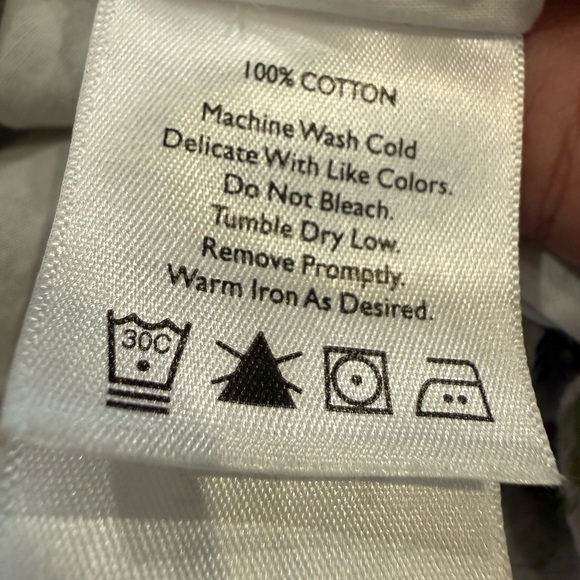 100% COTTON
Machine Wash Cold
Delicate With Like Colors.
Do Not Bleach.
Tumble Dry Low.
Remove Promptly.
Warm Iron As Desired.
30C